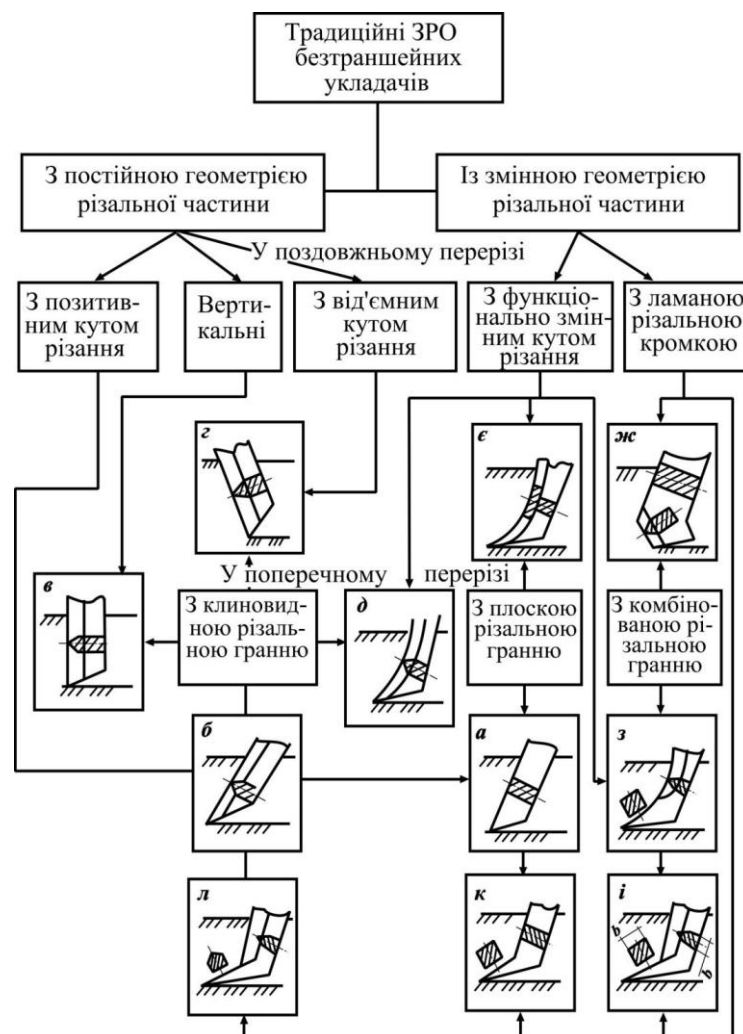 Традиційні ЗРО
безтраншейних
укладачів
З постійною геометрією
різальної частини
Із змінною геометрією
різальної частини
У поздовжньому перерізі
З позитив-
ним кутом
різання
Верти-
кальні
З від'ємним
кутом
різання
З функціо-
нально змін-
ним кутом
різання
З ламаною
різальною
кромкою
г
є
ж
У поперечному перерізі
в
З клиновид-
ною різаль-
ною гранню
д
З плоскою
різальною
гранню
З комбіно-
ваною рі-
зальною
гранню
б
а
з
л
к
і
b
b